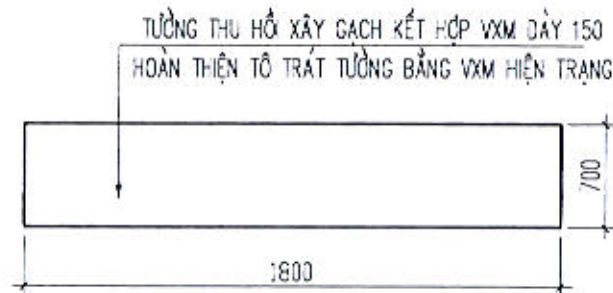 TƯỜNG THU HỒI XÂY GẠCH KẾT HỢP VXM DÀY 150
HOÀN THIỆN TÔ TRÁT TƯỜNG BẰNG VXM HIỆN TRẠNG
700
1800